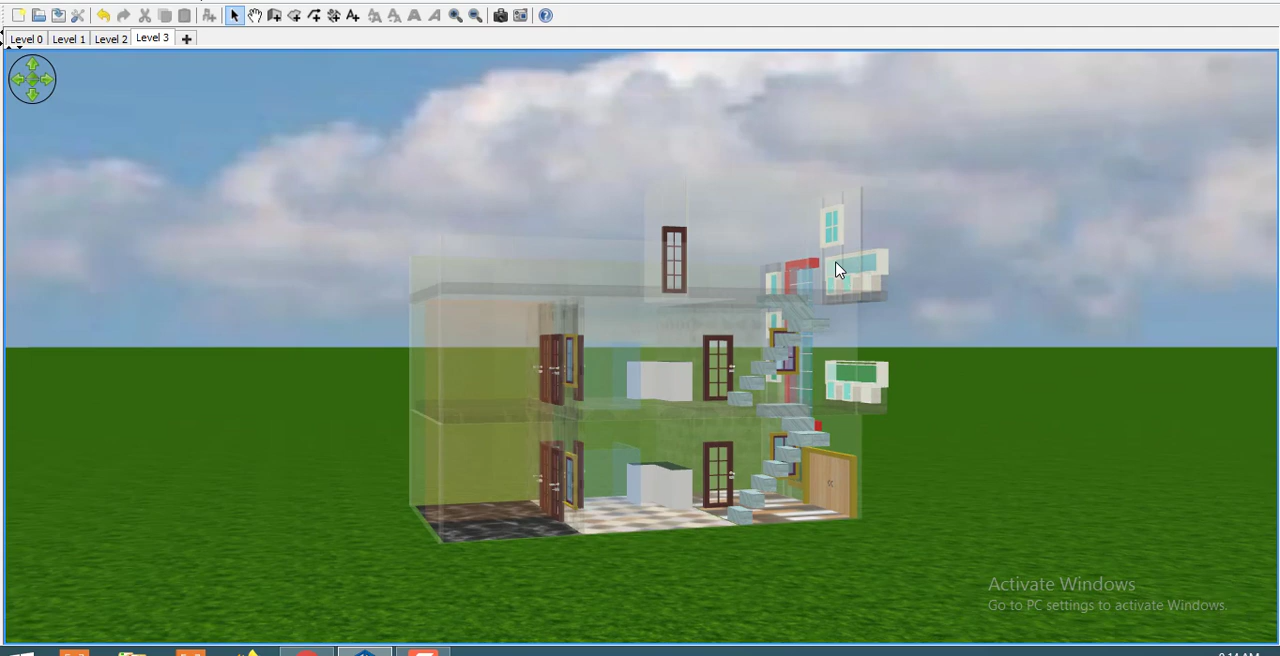 Level 0 Level 1 Level 2 Level 3
Activate Windows
Go to PC settings to activate Windows.